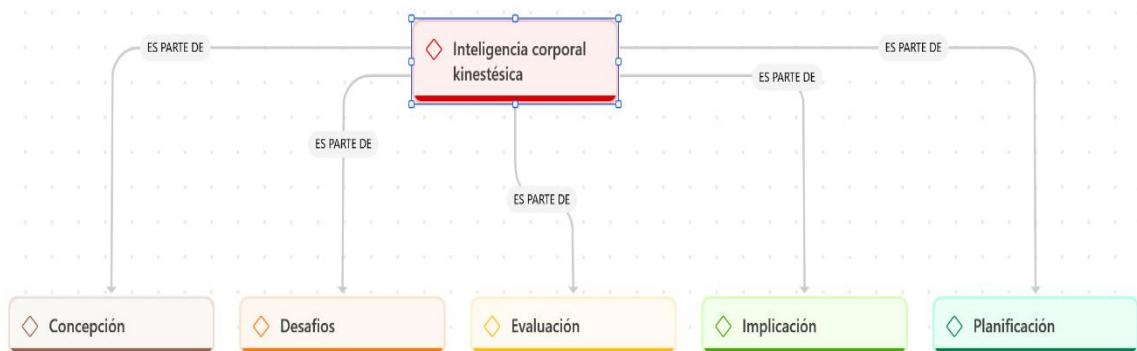 ES PARTE DE
Inteligencia corporal
kinestésica
ES PARTE DE
ES PARTE DE
ES PARTE DE
ES PARTE DE
Concepción
Desafios
Evaluación
Implicación
Planificación